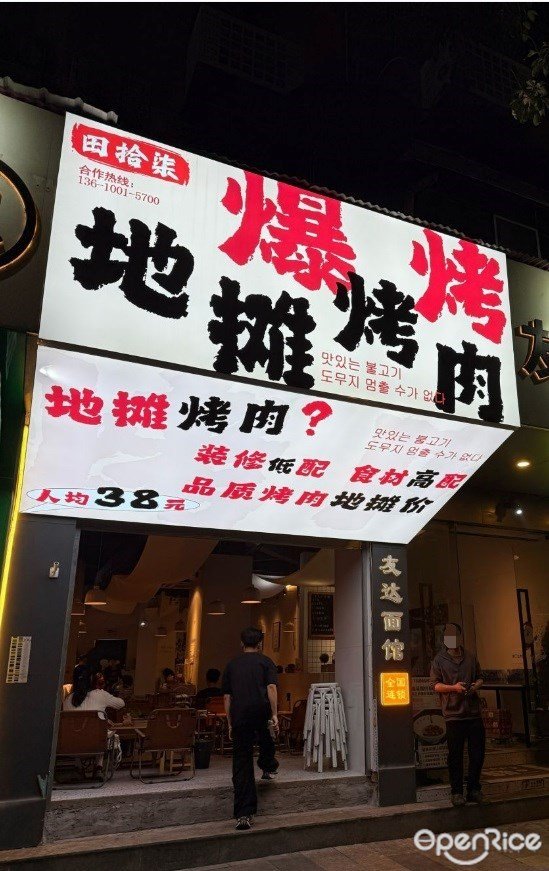 田拾柒
合作热线:
136-1001-5700
爆烤
地摊烤肉
맛있는 불고기
도무지 멈출 수가 없다
地摊烤肉?
맛있는 불고기
도무지 멈출 수가 없다
装修低配 食材高配
人均38元 品质烤肉地摊价
友达面馆
全国
连锁
OpenRice